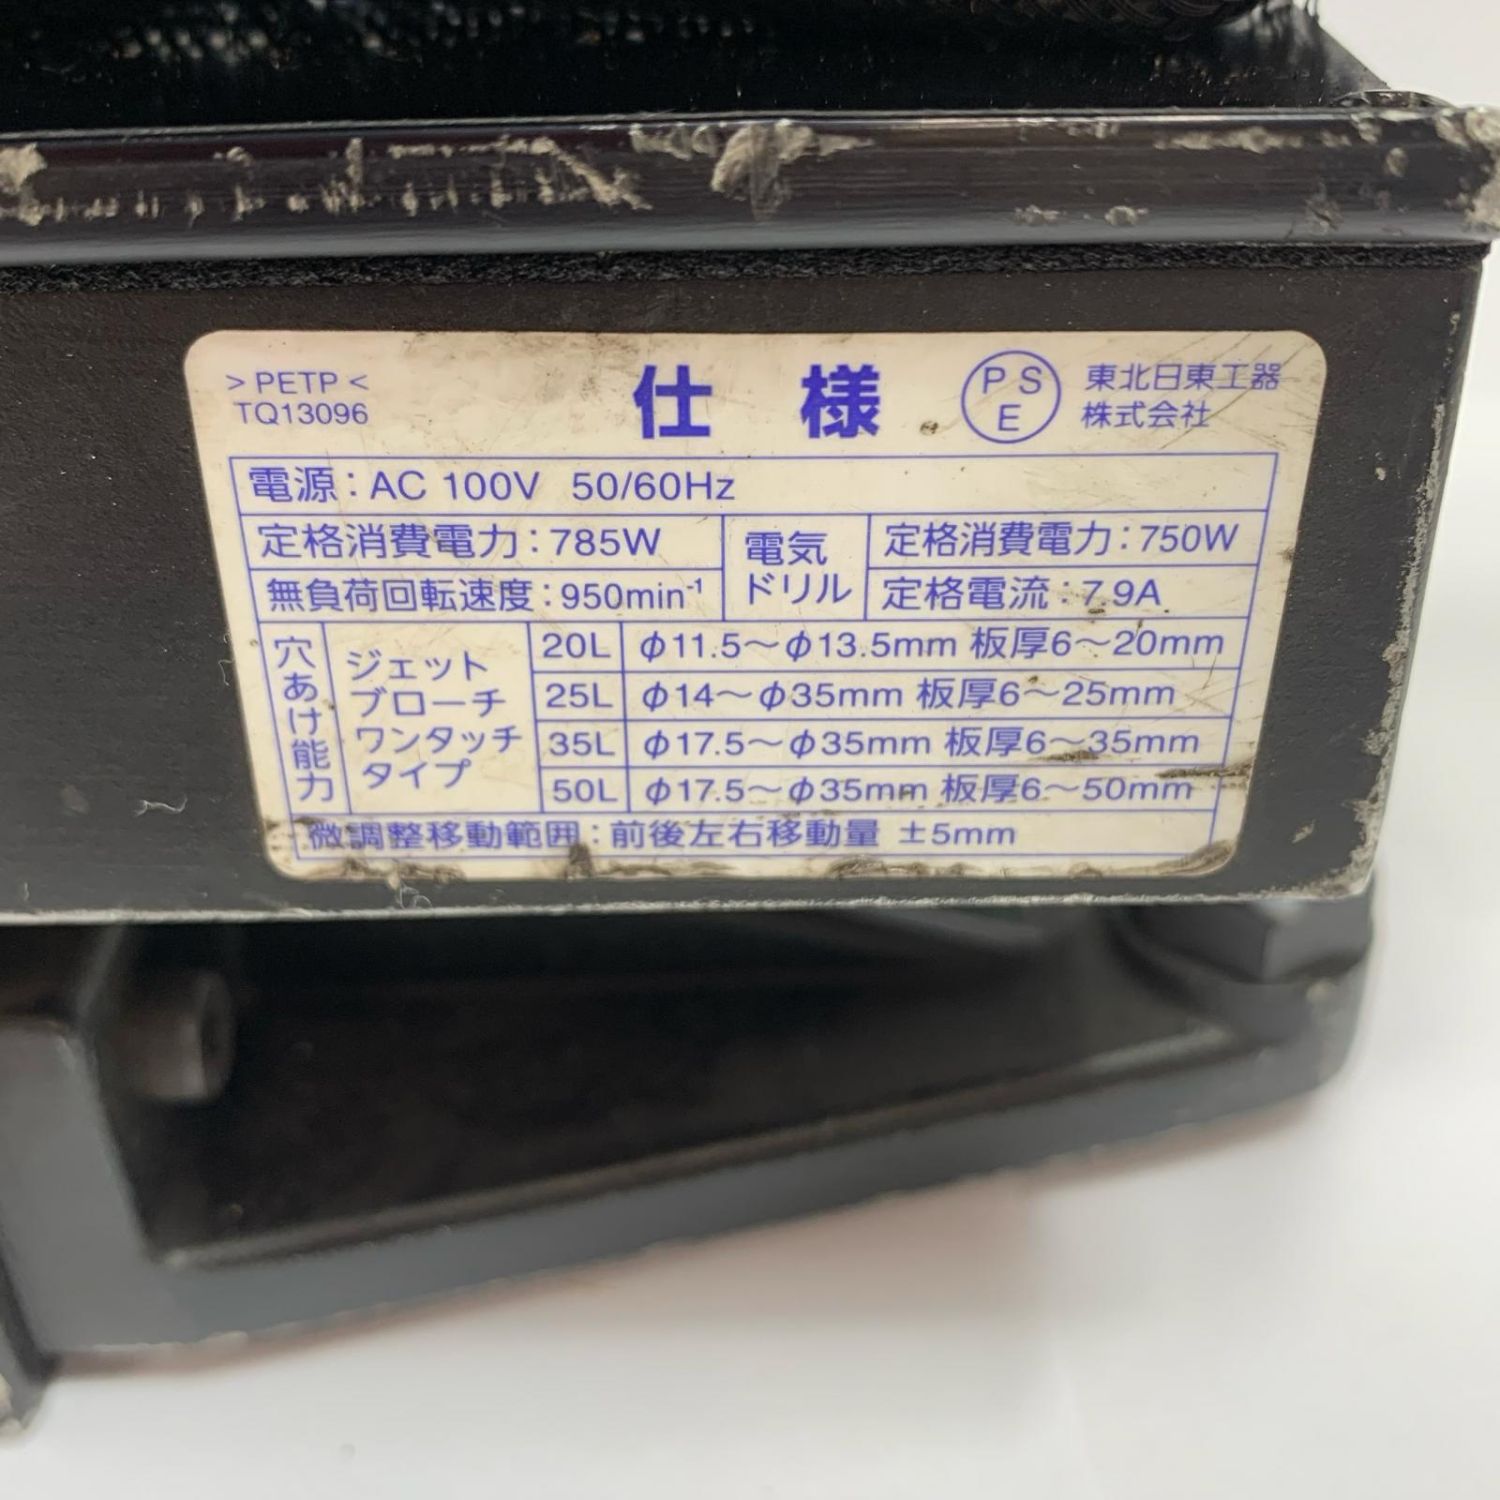 > PETP <
TQ13096
仕 様
PSE
東北日東工器
株式会社
電源：AC 100V 50/60Hz
定格消費電力：785W
無負荷回転速度：950min⁻¹
電気
ドリル
定格消費電力：750W
定格電流：7.9A
穴あけ能力
ジェット
ブローチ
ワンタッチ
タイプ
20L φ11.5～φ13.5mm 板厚6～20mm
25L φ14～φ35mm 板厚6～25mm
35L φ17.5～φ35mm 板厚6～35mm
50L φ17.5～φ35mm 板厚6～50mm
微調整移動範囲：前後左右移動量 ±5mm